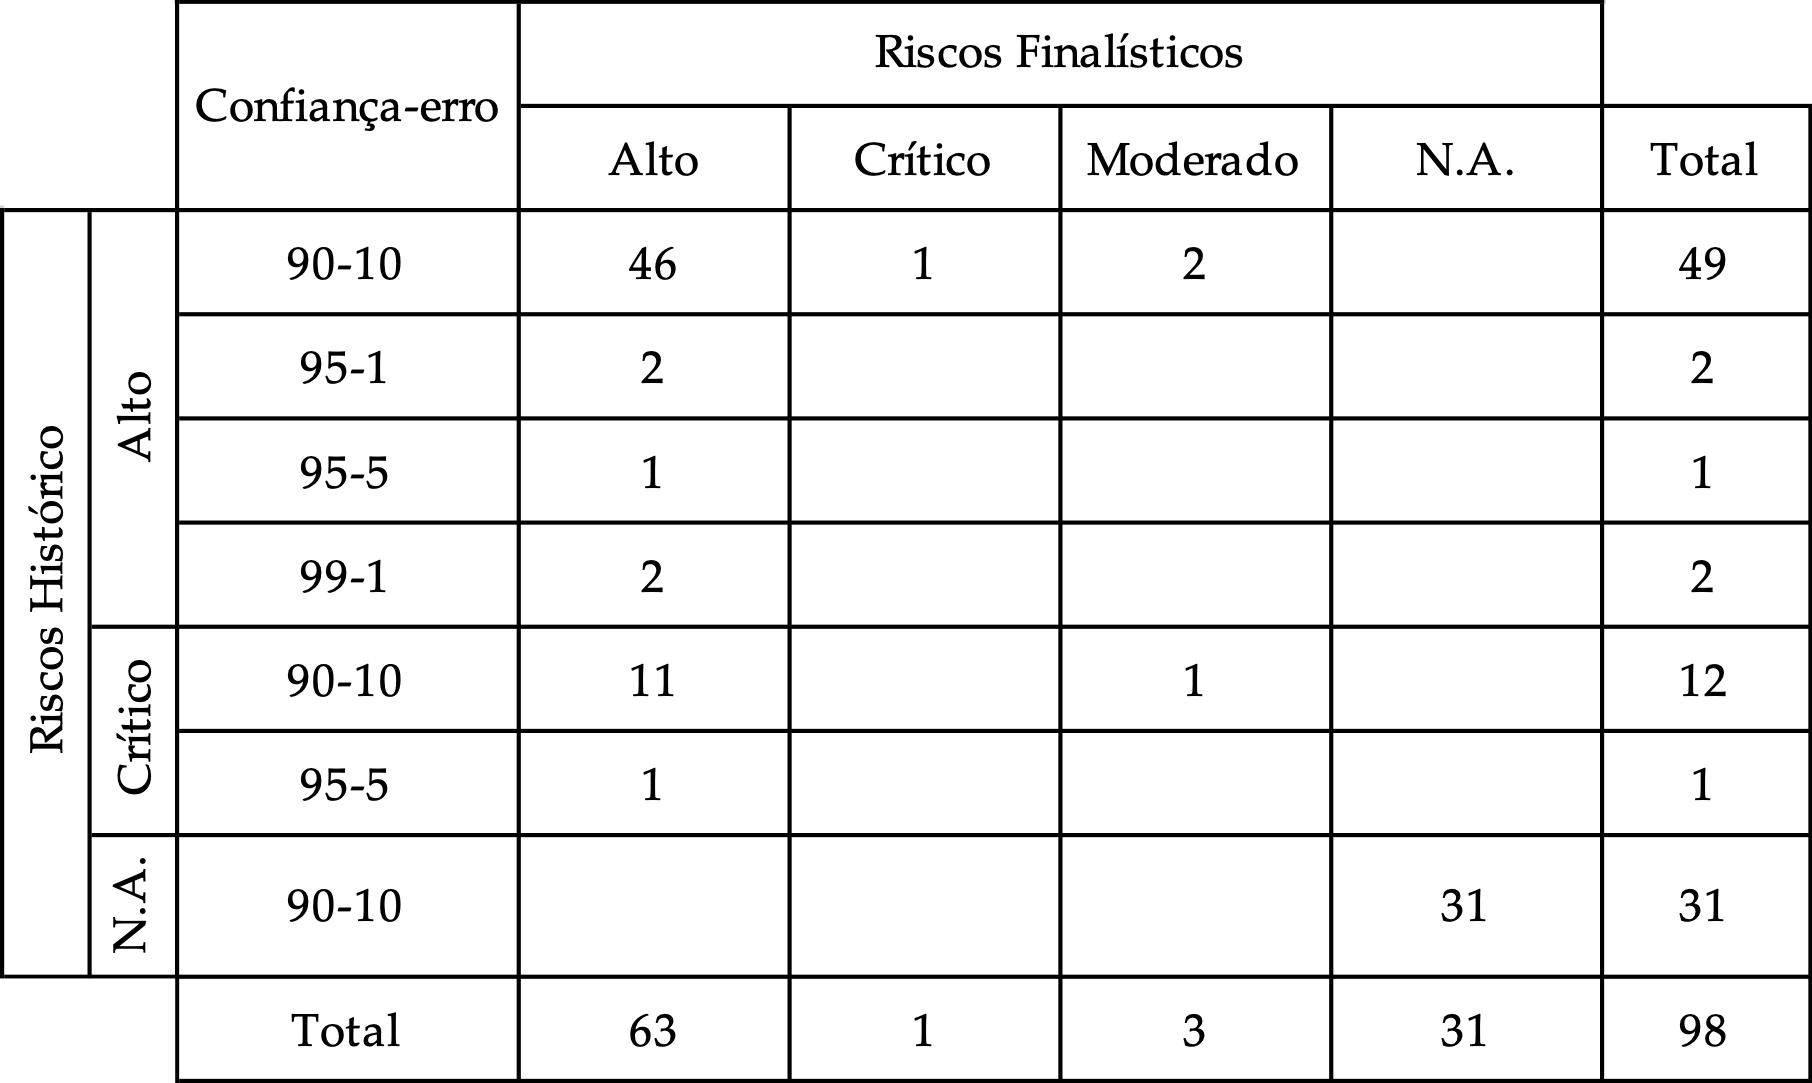 Riscos Finalísticos
Confiança-erro
Alto Crítico Moderado N.A. Total
Riscos Histórico
Alto
90-10 46 1 2 49
95-1 2 2
95-5 1 1
99-1 2 2
Crítico
90-10 11 1 12
95-5 1 1
N.A.
90-10 31 31
Total 63 1 3 31 98